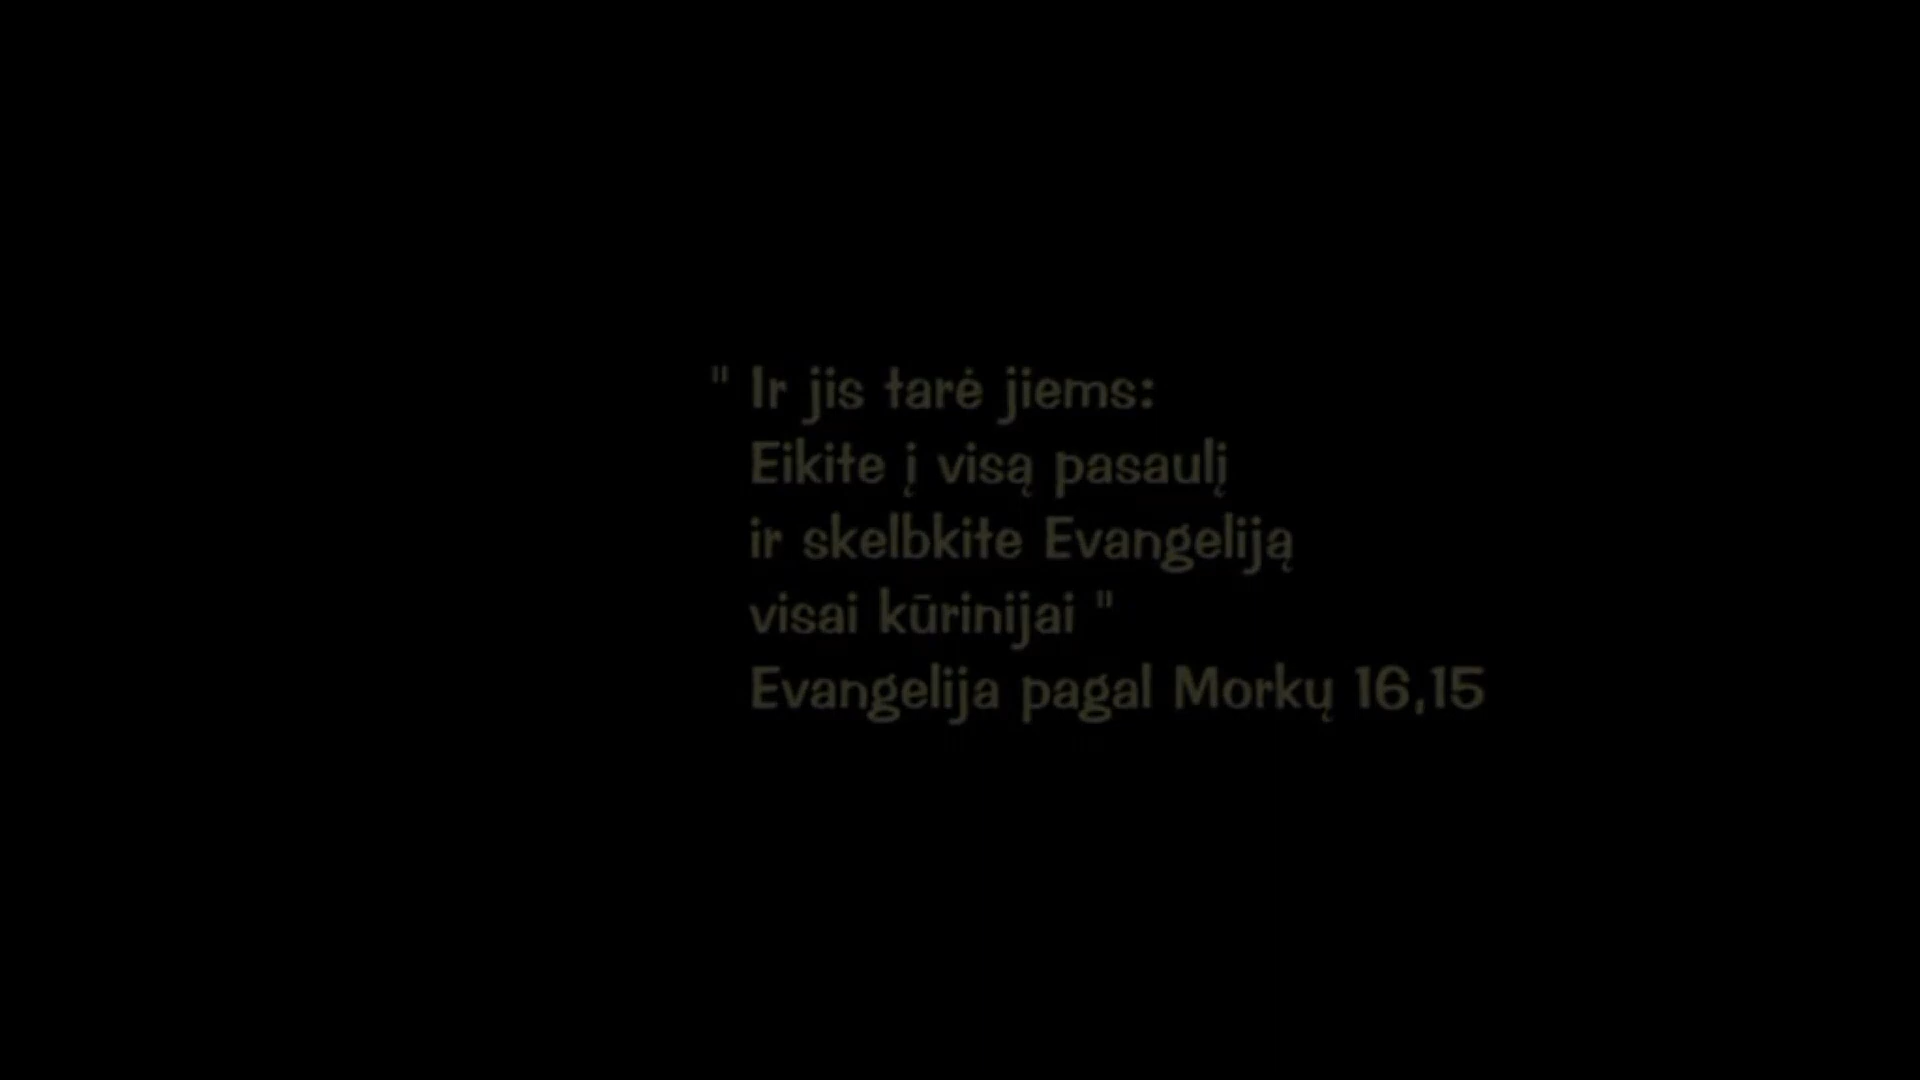 " Ir jis tarė jiems:
Eikite į visą pasaulį
ir skelbkite Evangeliją
visai kūrinijai "
Evangelija pagal Morkų 16,15